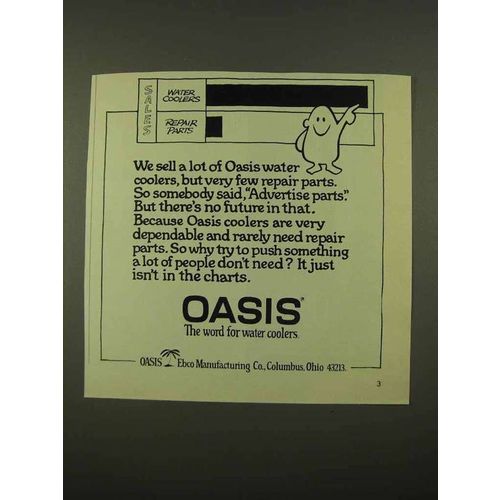 SALES
WATER
COOLERS
REPAIR
PARTS
We sell a lot of Oasis water
coolers, but very few repair parts.
So somebody said, "Advertise parts."
But there's no future in that.
Because Oasis coolers are very
dependable and rarely need repair
parts. So why try to push something
a lot of people don't need? It just
isn't in the charts.
OASIS®
The word for water coolers.
OASIS Ebco Manufacturing Co., Columbus, Ohio 43213.
3